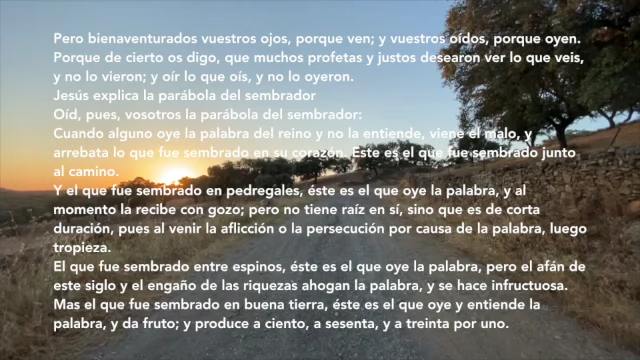 Pero bienaventurados vuestros ojos, porque ven; y vuestros oídos, porque oyen.
Porque de cierto os digo, que muchos profetas y justos desearon ver lo que veis,
y no lo vieron; y oír lo que oís, y no lo oyeron.
Jesús explica la parábola del sembrador
Oíd, pues, vosotros la parábola del sembrador:
Cuando alguno oye la palabra del reino y no la entiende, viene el malo, y
arrebata lo que fue sembrado en su corazón. Este es el que fue sembrado junto
al camino.
Y el que fue sembrado en pedregales, éste es el que oye la palabra, y al
momento la recibe con gozo; pero no tiene raíz en sí, sino que es de corta
duración, pues al venir la aflicción o la persecución por causa de la palabra, luego
tropieza.
El que fue sembrado entre espinos, éste es el que oye la palabra, pero el afán de
este siglo y el engaño de las riquezas ahogan la palabra, y se hace infructuosa.
Mas el que fue sembrado en buena tierra, éste es el que oye y entiende la
palabra, y da fruto; y produce a ciento, a sesenta, y a treinta por uno.